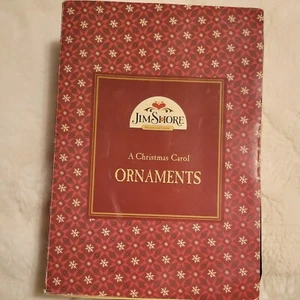 JIM SHORE
A Christmas Carol
ORNAMENTS